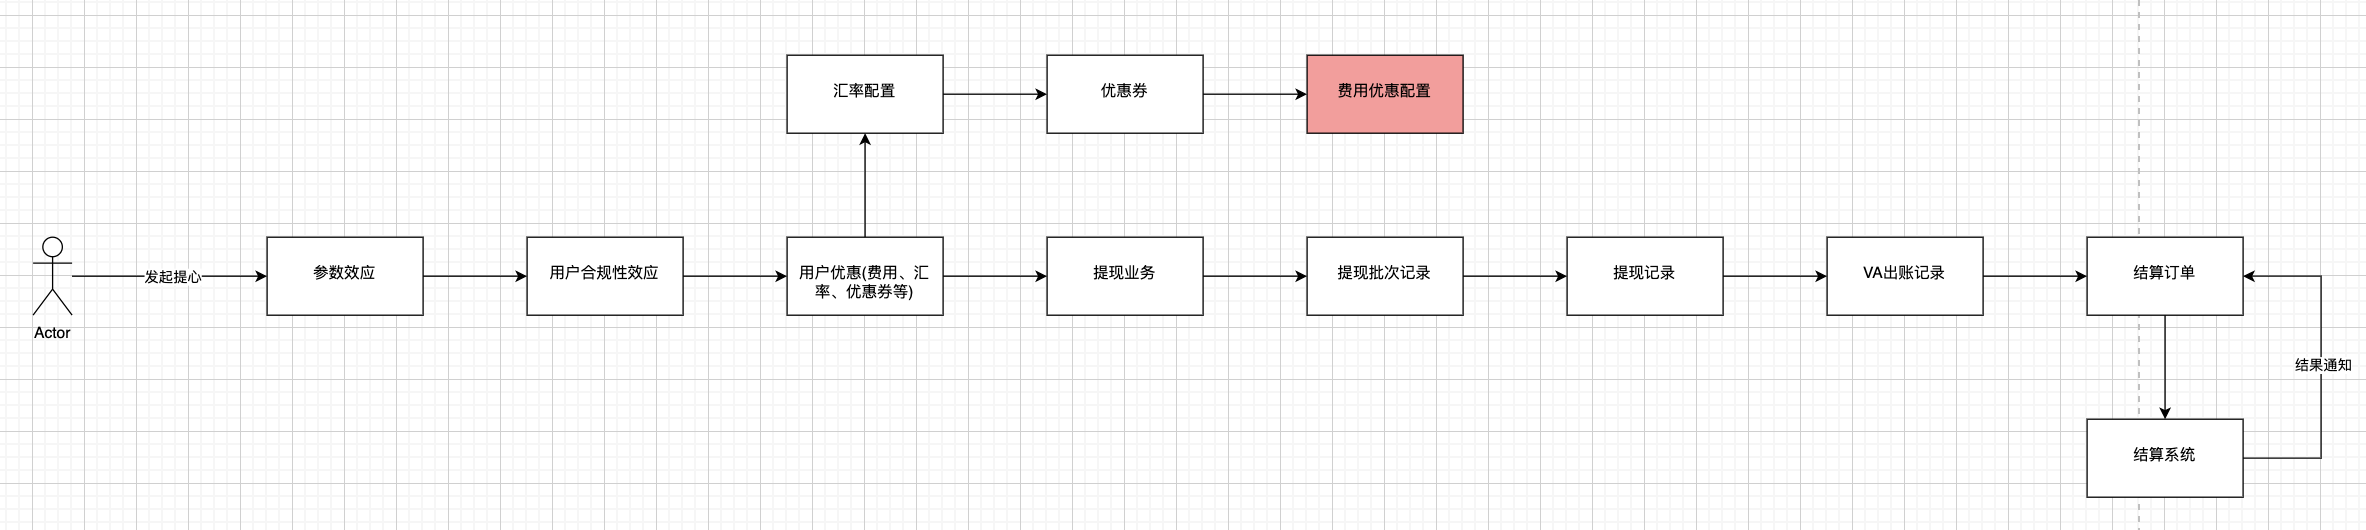 汇率配置
优惠券
费用优惠配置
发起提心
参数效应
用户合规性效应
用户优惠(费用、汇
率、优惠券等)
提现业务
提现批次记录
提现记录
VA出账记录
结算订单
Actor
结果通知
结算系统